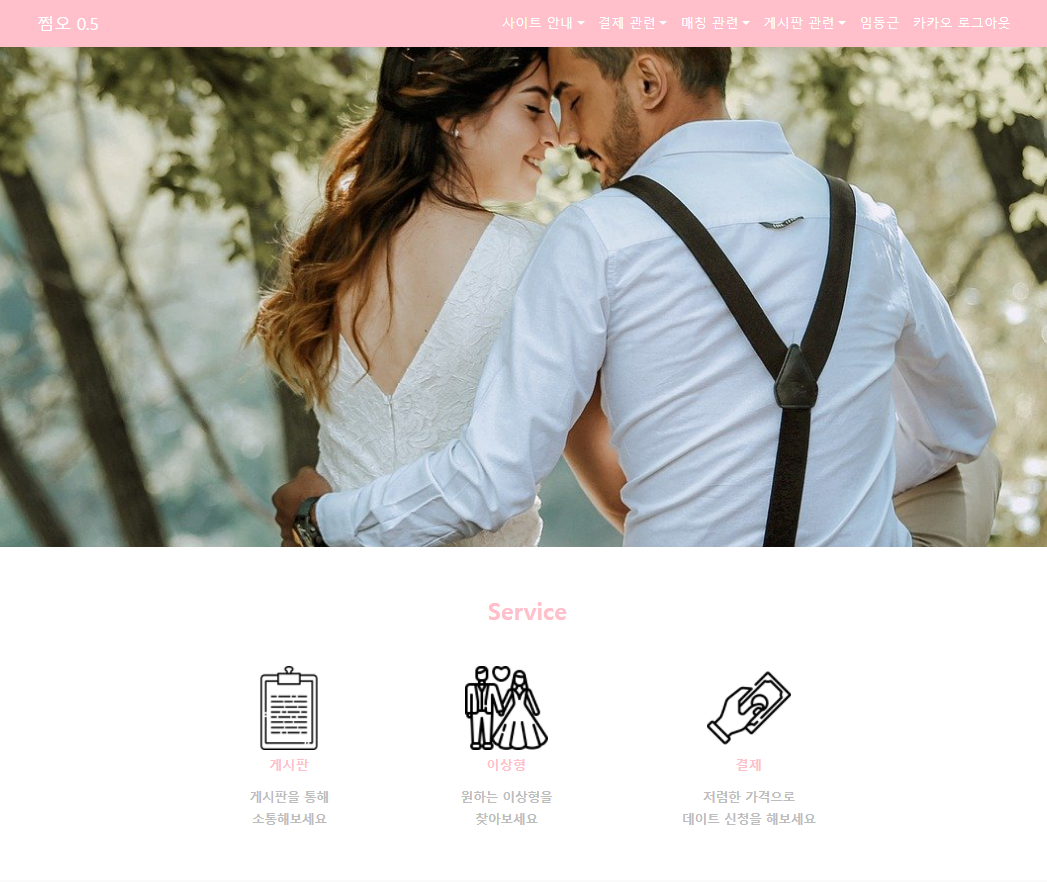 썸오 0.5
사이트 안내 결제 관련 매칭 관련 게시판 관련 임동근 카카오 로그아웃
Service
게시판 이상형 결제
게시판을 통해 원하는 이상형을 저렴한 가격으로
소통해보세요 찾아보세요 데이트 신청을 해보세요